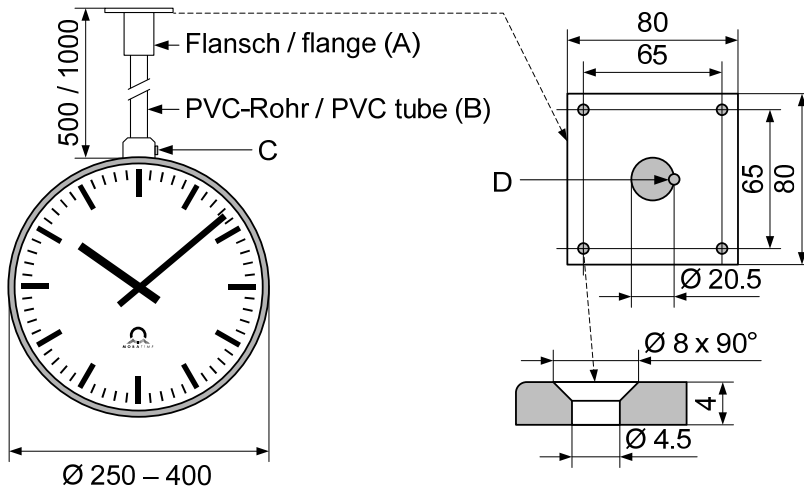 Flansch / flange (A)
500 / 1000
PVC-Rohr / PVC tube (B)
C
MOBATIME
Ø 250 – 400
80
65
D
65
80
Ø 20.5
Ø 8 x 90°
4
Ø 4.5